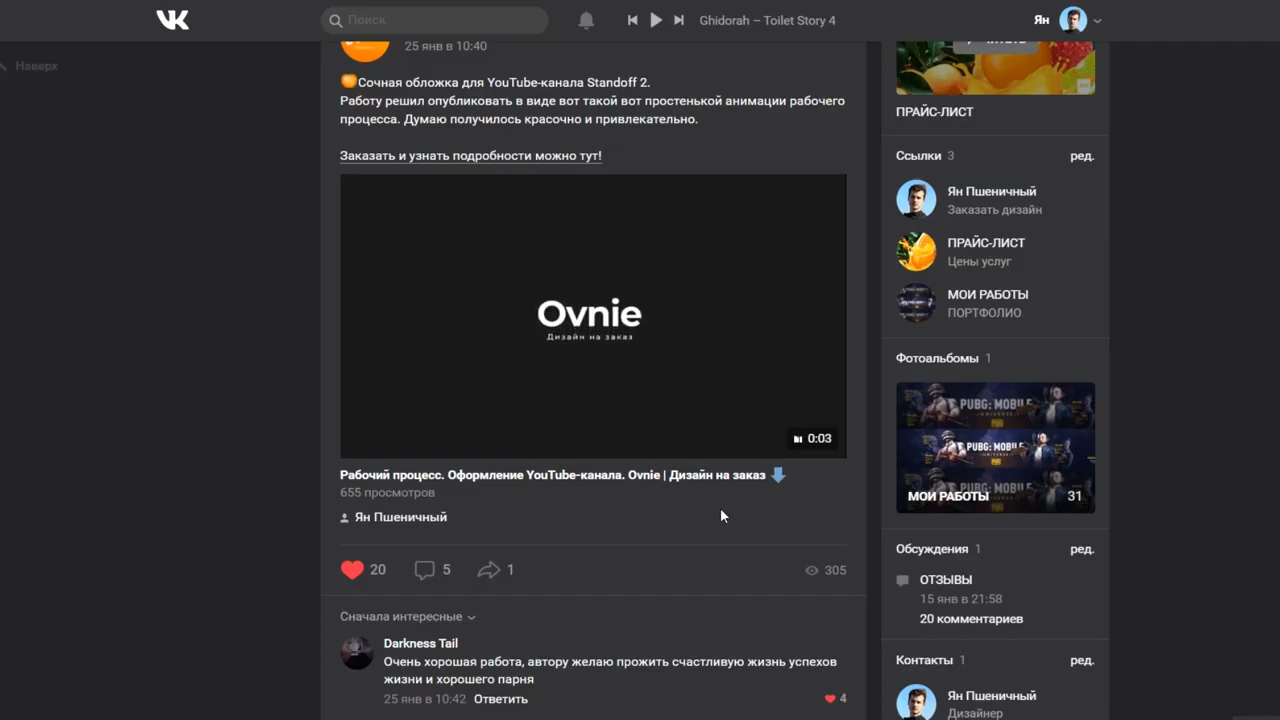 Поиск
Ghidorah – Toilet Story 4
Ян
Наверх
25 янв в 10:40
Сочная обложка для YouTube-канала Standoff 2.
Работу решил опубликовать в виде вот такой вот простенькой анимации рабочего
процесса. Думаю получилось красочно и привлекательно.
Заказать и узнать подробности можно тут!
Ovnie
Дизайн на заказ
0:03
Рабочий процесс. Оформление YouTube-канала. Ovnie | Дизайн на заказ
655 просмотров
Ян Пшеничный
20
5
1
305
Сначала интересные
Darkness Tail
Очень хорошая работа, автору желаю прожить счастливую жизнь успехов
жизни и хорошего парня
25 янв в 10:42 Ответить
4
ПРАЙС-ЛИСТ
Ссылки 3
ред.
Ян Пшеничный
Заказать дизайн
ПРАЙС-ЛИСТ
Цены услуг
МОИ РАБОТЫ
ПОРТФОЛИО
Фотоальбомы 1
PUBG: MOBILE
PUBG: MOBILE
МОИ РАБОТЫ
31
Обсуждения 1
ред.
ОТЗЫВЫ
15 янв в 21:58
20 комментариев
Контакты 1
ред.
Ян Пшеничный
Дизайнер